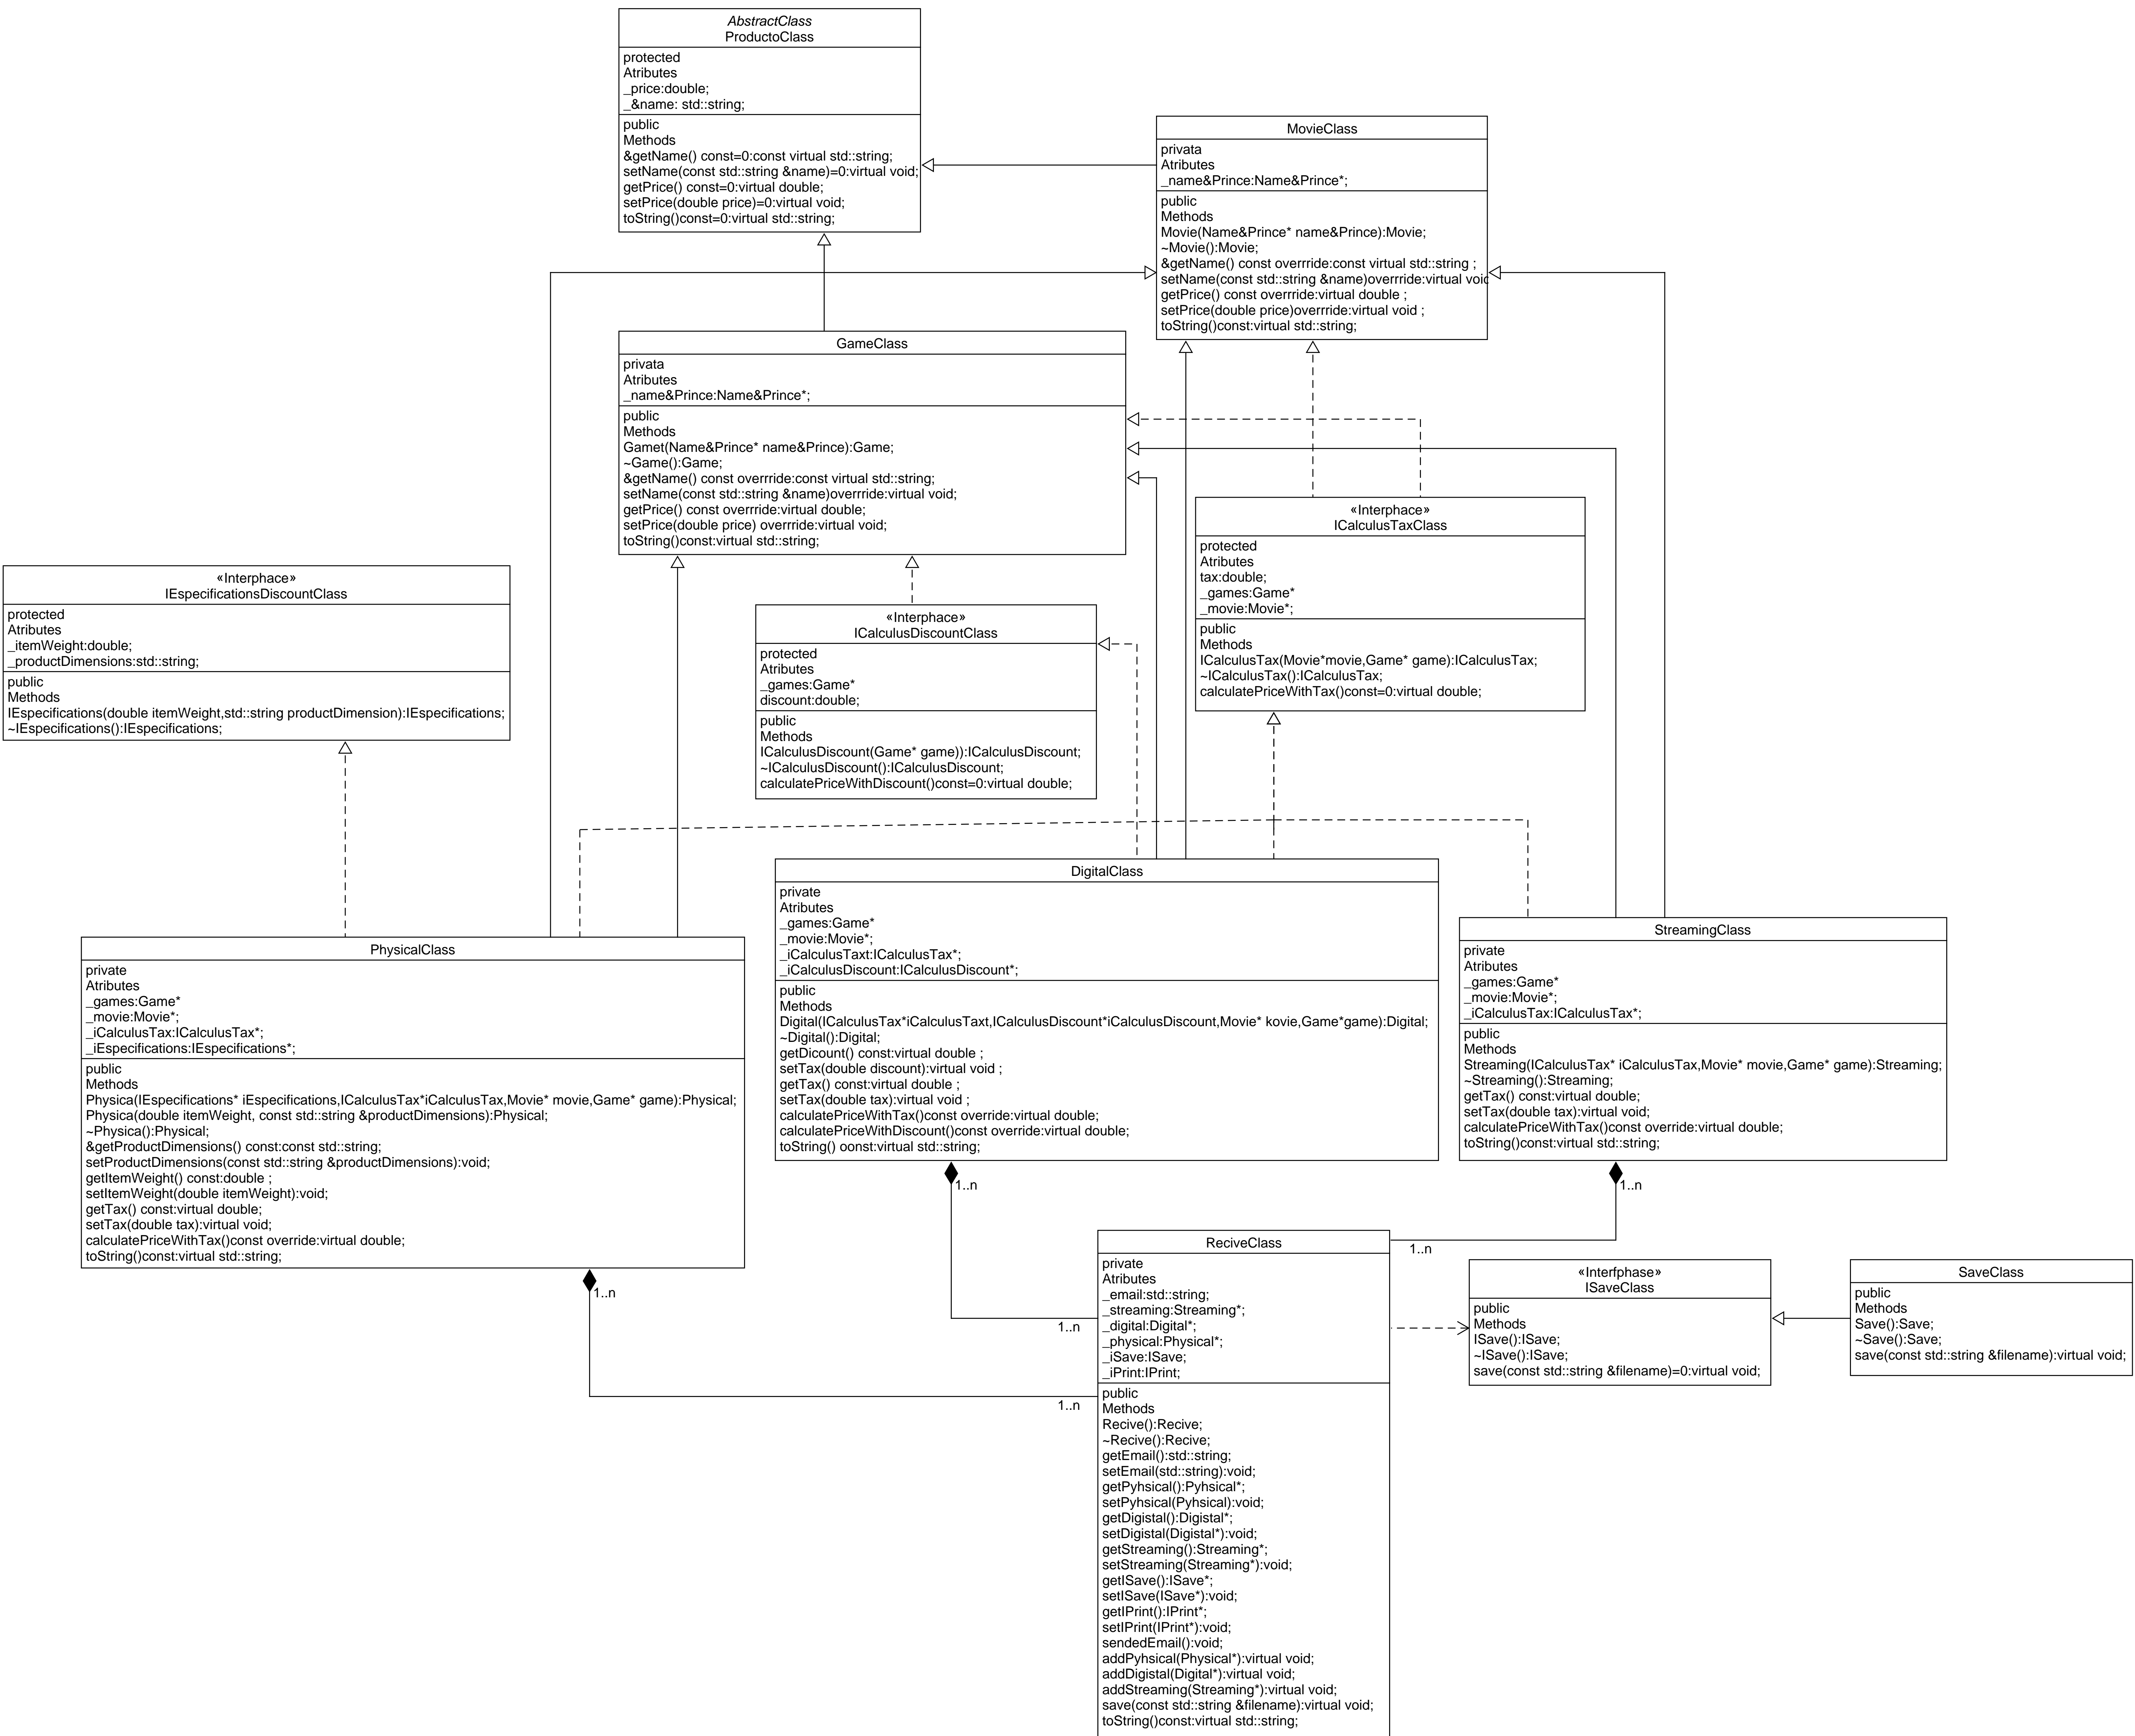 AbstractClass
ProductoClass
protected
Atributes
_price:double;
_&name: std::string;
public
Methods
&getName() const=0:const virtual std::string;
setName(const std::string &name)=0:virtual void;
getPrice() const=0:virtual double;
setPrice(double price)=0:virtual void;
toString()const=0:virtual std::string;
MovieClass
privata
Atributes
_name&Prince:Name&Prince*;
public
Methods
Movie(Name&Prince* name&Prince):Movie;
~Movie():Movie;
&getName() const overrride:const virtual std::string ;
setName(const std::string &name)overrride:virtual void
getPrice() const overrride:virtual double ;
setPrice(double price)overrride:virtual void ;
toString()const:virtual std::string;
GameClass
privata
Atributes
_name&Prince:Name&Prince*;
public
Methods
Gamet(Name&Prince* name&Prince):Game;
~Game():Game;
&getName() const overrride:const virtual std::string;
setName(const std::string &name)overrride:virtual void;
getPrice() const overrride:virtual double;
setPrice(double price) overrride:virtual void;
toString()const:virtual std::string;
«Interphace»
ICalculusTaxClass
protected
Atributes
tax:double;
_games:Game*
_movie:Movie*;
public
Methods
ICalculusTax(Movie*movie,Game* game):ICalculusTax;
~ICalculusTax():ICalculusTax;
calculatePriceWithTax()const=0:virtual double;
«Interphace»
IEspecificationsDiscountClass
protected
Atributes
_itemWeight:double;
_productDimensions:std::string;
public
Methods
IEspecifications(double itemWeight,std::string productDimension):IEspecifications;
~IEspecifications():IEspecifications;
«Interphace»
ICalculusDiscountClass
protected
Atributes
_games:Game*
discount:double;
public
Methods
ICalculusDiscount(Game* game)):ICalculusDiscount;
~ICalculusDiscount():ICalculusDiscount;
calculatePriceWithDiscount()const=0:virtual double;
PhysicalClass
private
Atributes
_games:Game*
_movie:Movie*;
_iCalculusTax:ICalculusTax*;
_iEspecifications:IEspecifications*;
public
Methods
Physica(IEspecifications* iEspecifications,ICalculusTax*iCalculusTax,Movie* movie,Game* game):Physical;
Physica(double itemWeight, const std::string &productDimensions):Physical;
~Physica():Physical;
&getProductDimensions() const:const std::string;
setProductDimensions(const std::string &productDimensions):void;
getItemWeight() const:double ;
setItemWeight(double itemWeight):void;
getTax() const:virtual double;
setTax(double tax):virtual void;
calculatePriceWithTax()const override:virtual double;
toString()const:virtual std::string;
DigitalClass
private
Atributes
_games:Game*
_movie:Movie*;
_iCalculusTaxt:ICalculusTax*;
_iCalculusDiscount:ICalculusDiscount*;
public
Methods
Digital(ICalculusTax*iCalculusTaxt,ICalculusDiscount*iCalculusDiscount,Movie* kovie,Game*game):Digital;
~Digital():Digital;
getDicount() const:virtual double ;
setTax(double discount):virtual void ;
getTax() const:virtual double ;
setTax(double tax):virtual void ;
calculatePriceWithTax()const override:virtual double;
calculatePriceWithDiscount()const override:virtual double;
toString() oonst:virtual std::string;
StreamingClass
private
Atributes
_games:Game*
_movie:Movie*;
_iCalculusTax:ICalculusTax*;
public
Methods
Streaming(ICalculusTax* iCalculusTax,Movie* movie,Game* game):Streaming;
~Streaming():Streaming;
getTax() const:virtual double;
setTax(double tax):virtual void;
calculatePriceWithTax()const override:virtual double;
toString()const:virtual std::string;
1..n
1..n
1..n
1..n
1..n
1..n
ReciveClass
private
Atributes
_email:std::string;
_streaming:Streaming*;
_digital:Digital*;
_physical:Physical*;
_iSave:ISave;
_iPrint:IPrint;
public
Methods
Recive():Recive;
~Recive():Recive;
getEmail():std::string;
setEmail(std::string):void;
getPyhsical():Pyhsical*;
setPyhsical(Pyhsical):void;
getDigistal():Digistal*;
setDigistal(Digistal*):void;
getStreaming():Streaming*;
setStreaming(Streaming*):void;
getISave():ISave*;
setISave(ISave*):void;
getIPrint():IPrint*;
setIPrint(IPrint*):void;
sendedEmail():void;
addPyhsical(Physical*):virtual void;
addDigistal(Digital*):virtual void;
addStreaming(Streaming*):virtual void;
save(const std::string &filename):virtual void;
toString()const:virtual std::string;
«Interfphase»
ISaveClass
public
Methods
ISave():ISave;
~ISave():ISave;
save(const std::string &filename)=0:virtual void;
SaveClass
public
Methods
Save():Save;
~Save():Save;
save(const std::string &filename):virtual void;